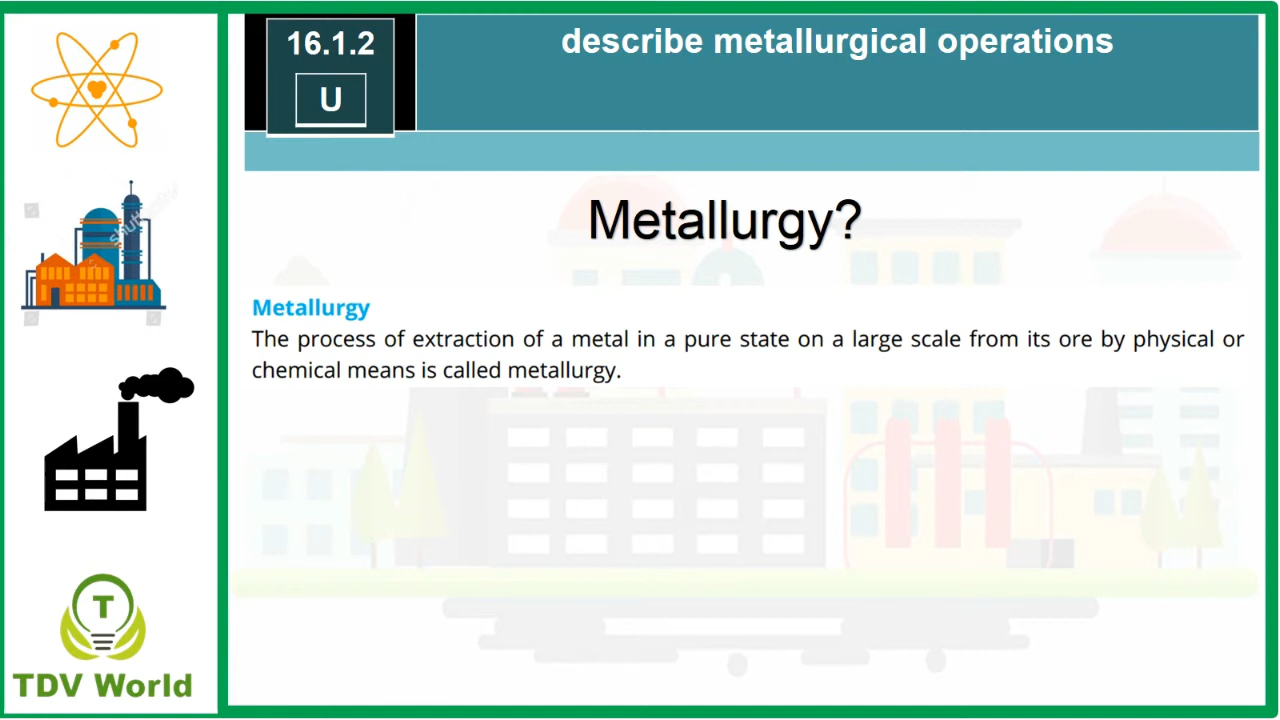 16.1.2
U
describe metallurgical operations
Metallurgy?
Metallurgy
The process of extraction of a metal in a pure state on a large scale from its ore by physical or
chemical means is called metallurgy.
T
TDV World